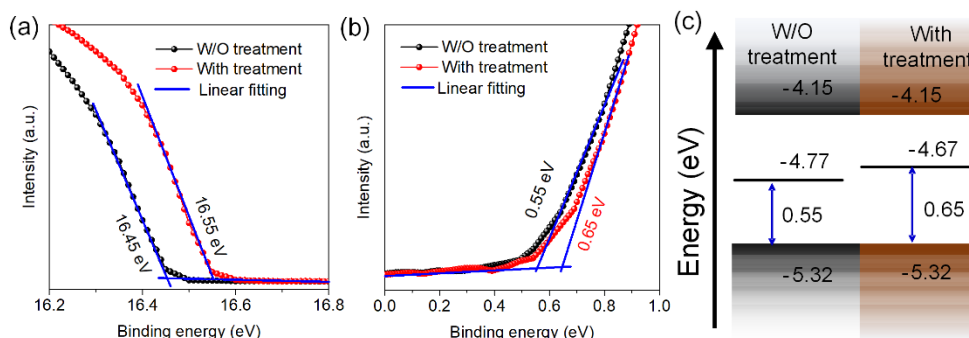 (a)
W/O treatment
With treatment
Linear fitting
16.45 eV
16.55 eV
Intensity (a.u.)
16.2 16.4 16.6 16.8
Binding energy (eV)
(b)
W/O treatment
With treatment
Linear fitting
0.55 eV
0.65 eV
Intensity (a.u.)
0.0 0.2 0.4 0.6 0.8 1.0
Binding energy (eV)
(c)
Energy (eV)
W/O
treatment
-4.15
-4.77
0.55
-5.32
With
treatment
-4.15
-4.67
0.65
-5.32